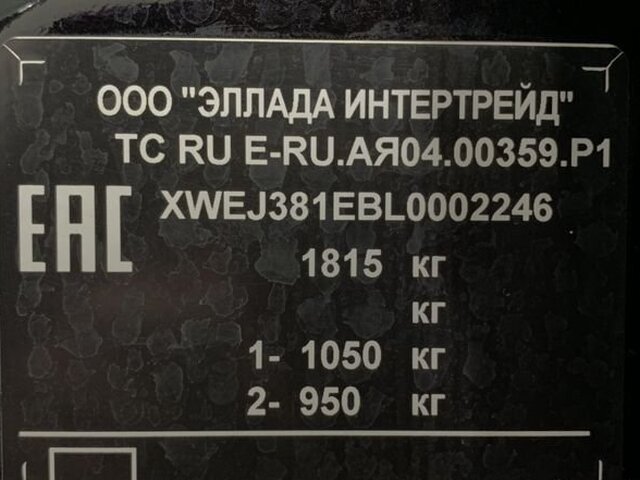 ООО "ЭЛЛАДА ИНТЕРТРЕЙД"
ТС RU E-RU.АЯ04.00359.Р1
EAC XWEJ381EBL0002246
1815 кг
кг
1- 1050 кг
2- 950 кг